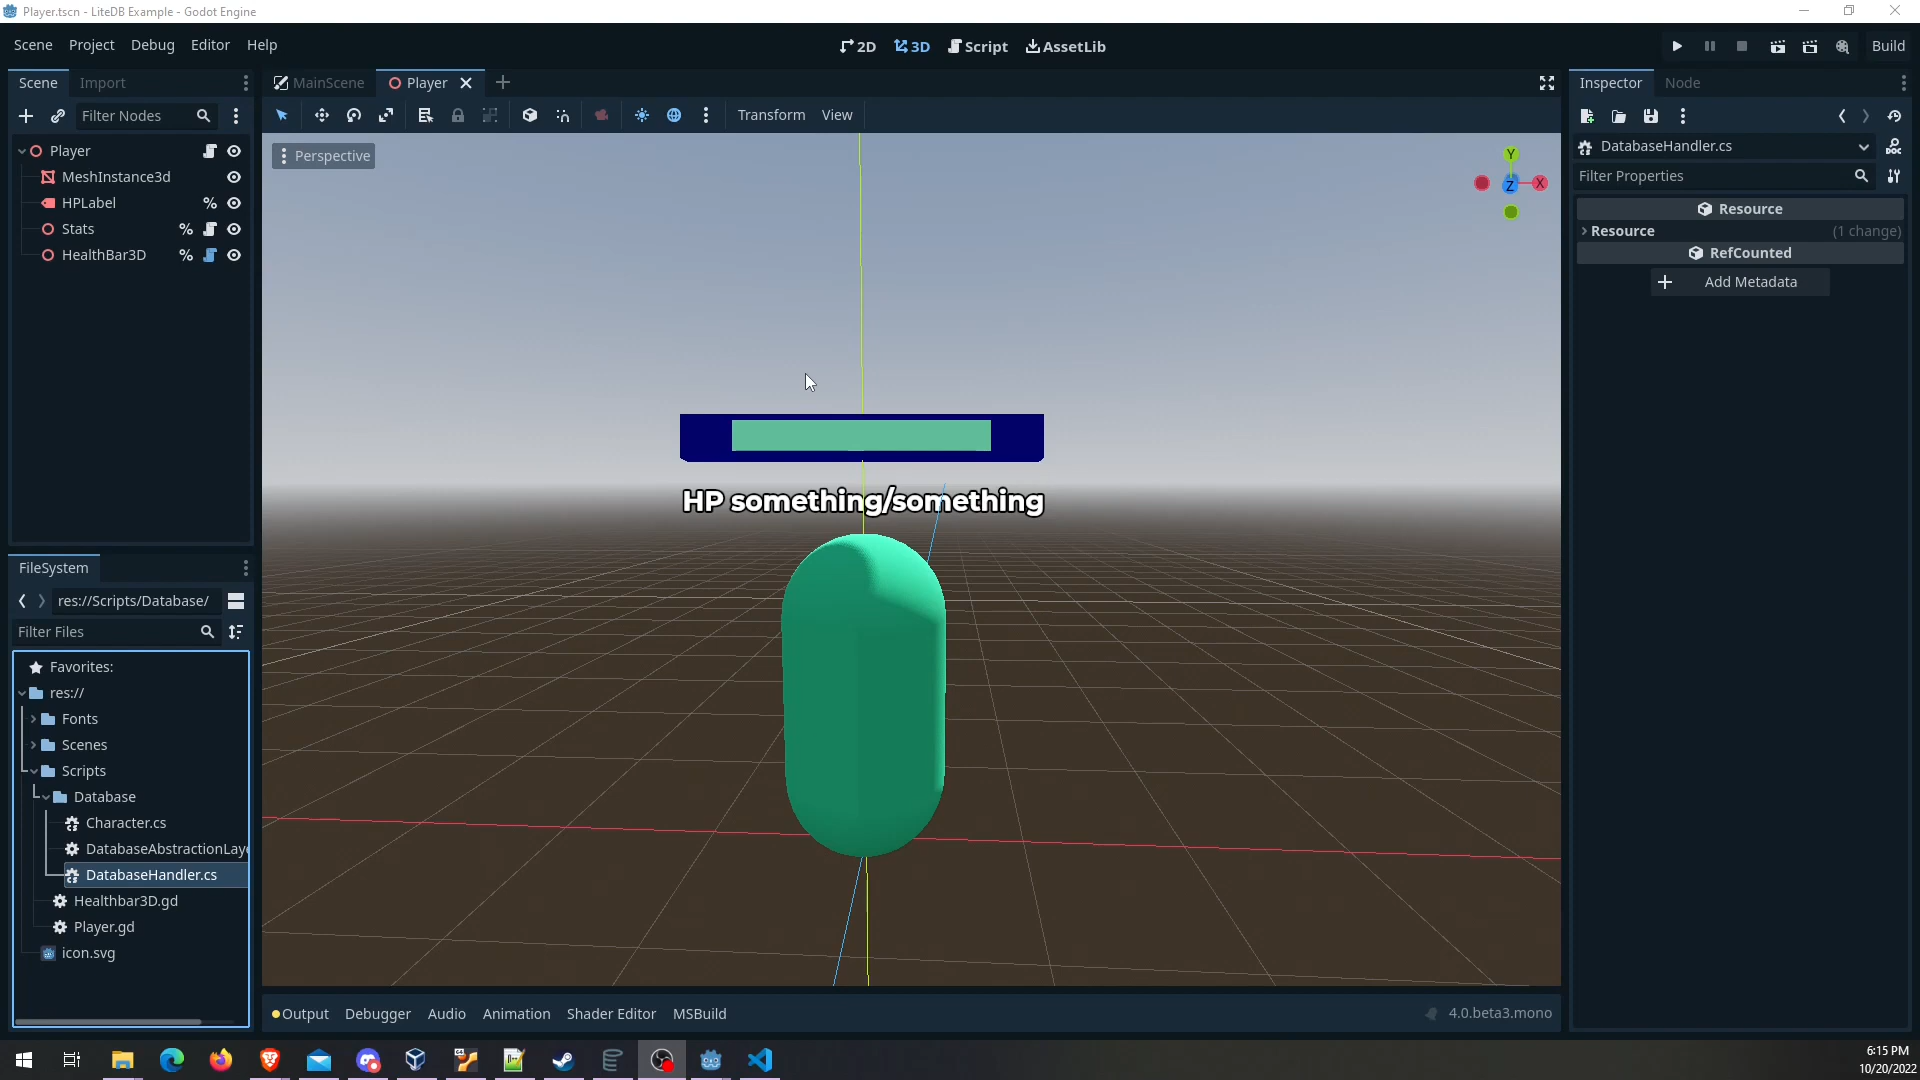 Player.tscn - LiteDB Example - Godot Engine
Scene Project Debug Editor Help
2D 3D Script AssetLib
Build
Scene Import
MainScene Player
Inspector Node
Filter Nodes
Transform View
Player
MeshInstance3d
HPLabel
Stats
HealthBar3D
Perspective
Y
Z X
HP something/something
DatabaseHandler.cs
Filter Properties
Resource
Resource (1 change)
RefCounted
Add Metadata
FileSystem
res://Scripts/Database/
Filter Files
Favorites:
res://
Fonts
Scenes
Scripts
Database
Character.cs
DatabaseAbstractionLaye
DatabaseHandler.cs
Healthbar3D.gd
Player.gd
icon.svg
Output Debugger Audio Animation Shader Editor MSBuild
4.0.beta3.mono
6:15 PM
10/20/2022